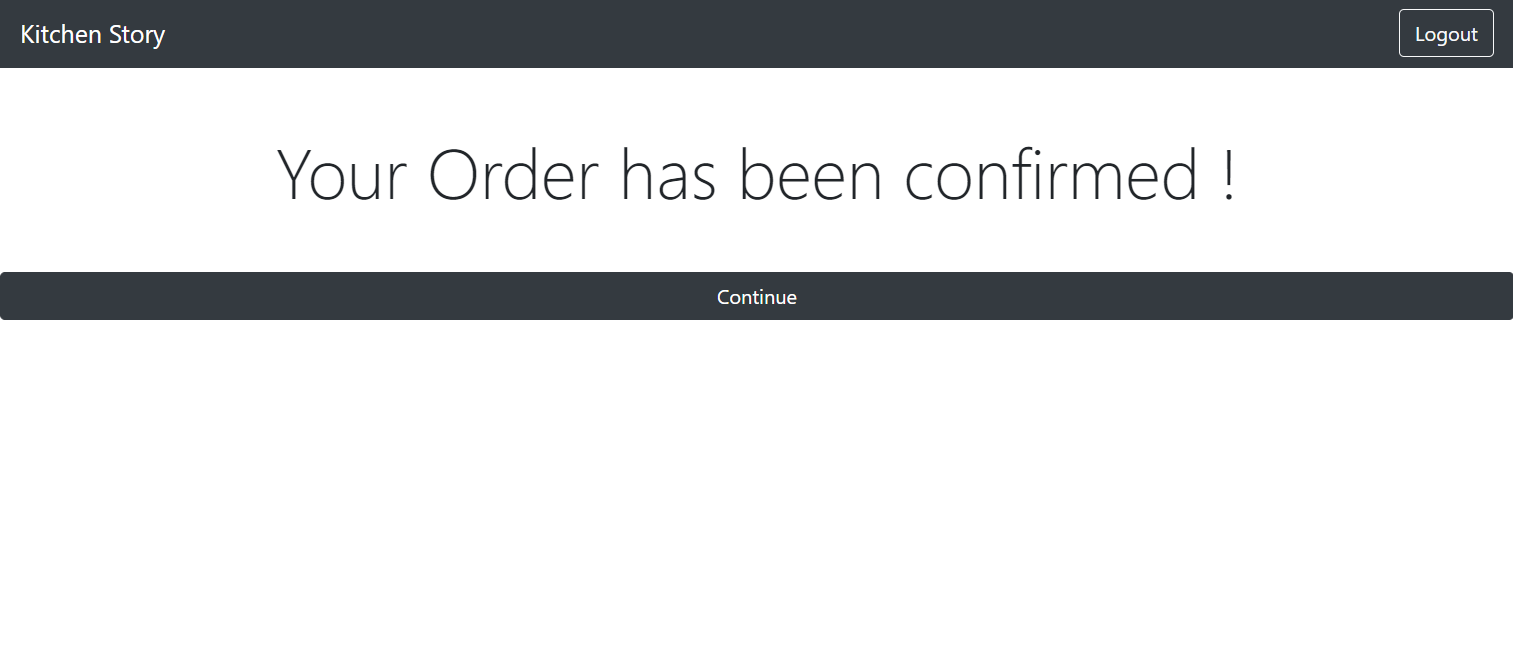 Kitchen Story
Logout
Your Order has been confirmed !
Continue